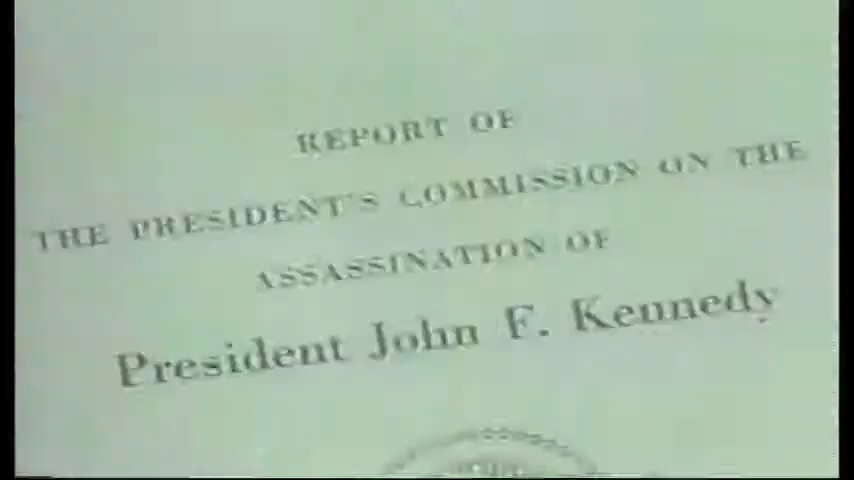 REPORT OF
THE PRESIDENT'S COMMISSION ON THE
ASSASSINATION OF
President John F. Kennedy